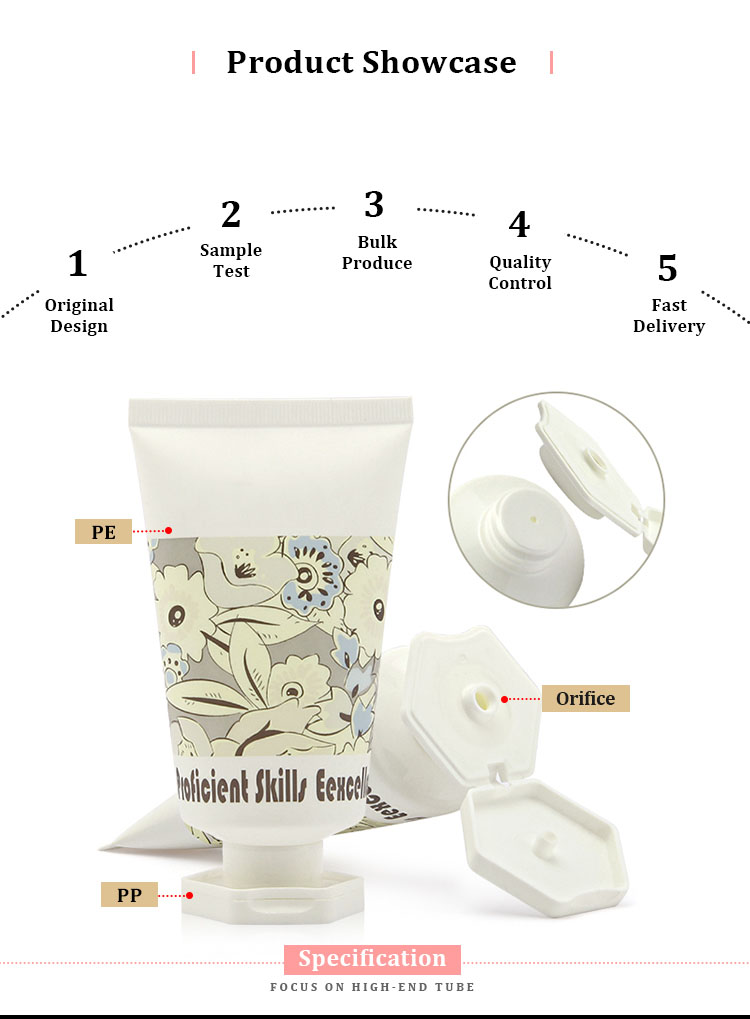 Product Showcase
1
Original
Design
2
Sample
Test
3
Bulk
Produce
4
Quality
Control
5
Fast
Delivery
PE
Orifice
Proficient Skills Eexcell
Eexce
PP
Specification
FOCUS ON HIGH-END TUBE